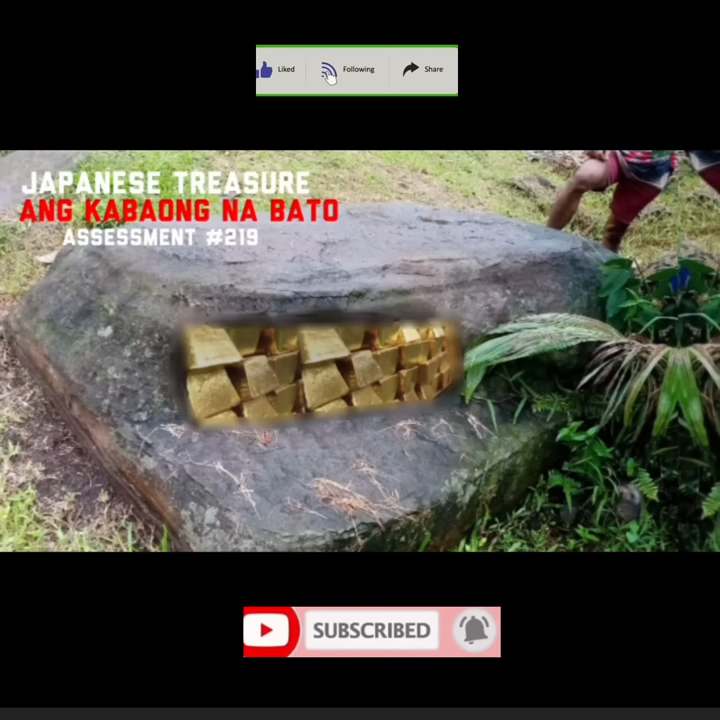 Liked Following Share
JAPANESE TREASURE
ANG KABAONG NA BATO
ASSESSMENT #219
SUBSCRIBED